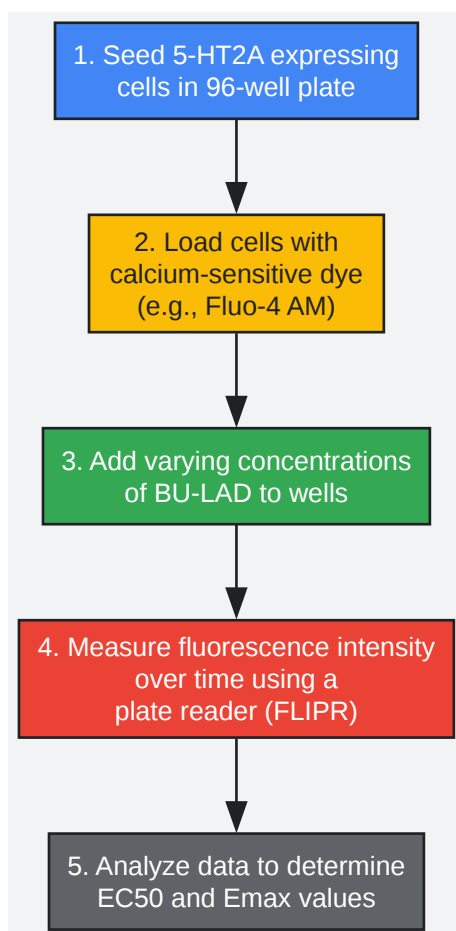 1. Seed 5-HT2A expressing
cells in 96-well plate
2. Load cells with
calcium-sensitive dye
(e.g., Fluo-4 AM)
3. Add varying concentrations
of BU-LAD to wells
4. Measure fluorescence intensity
over time using a
plate reader (FLIPR)
5. Analyze data to determine
EC50 and Emax values